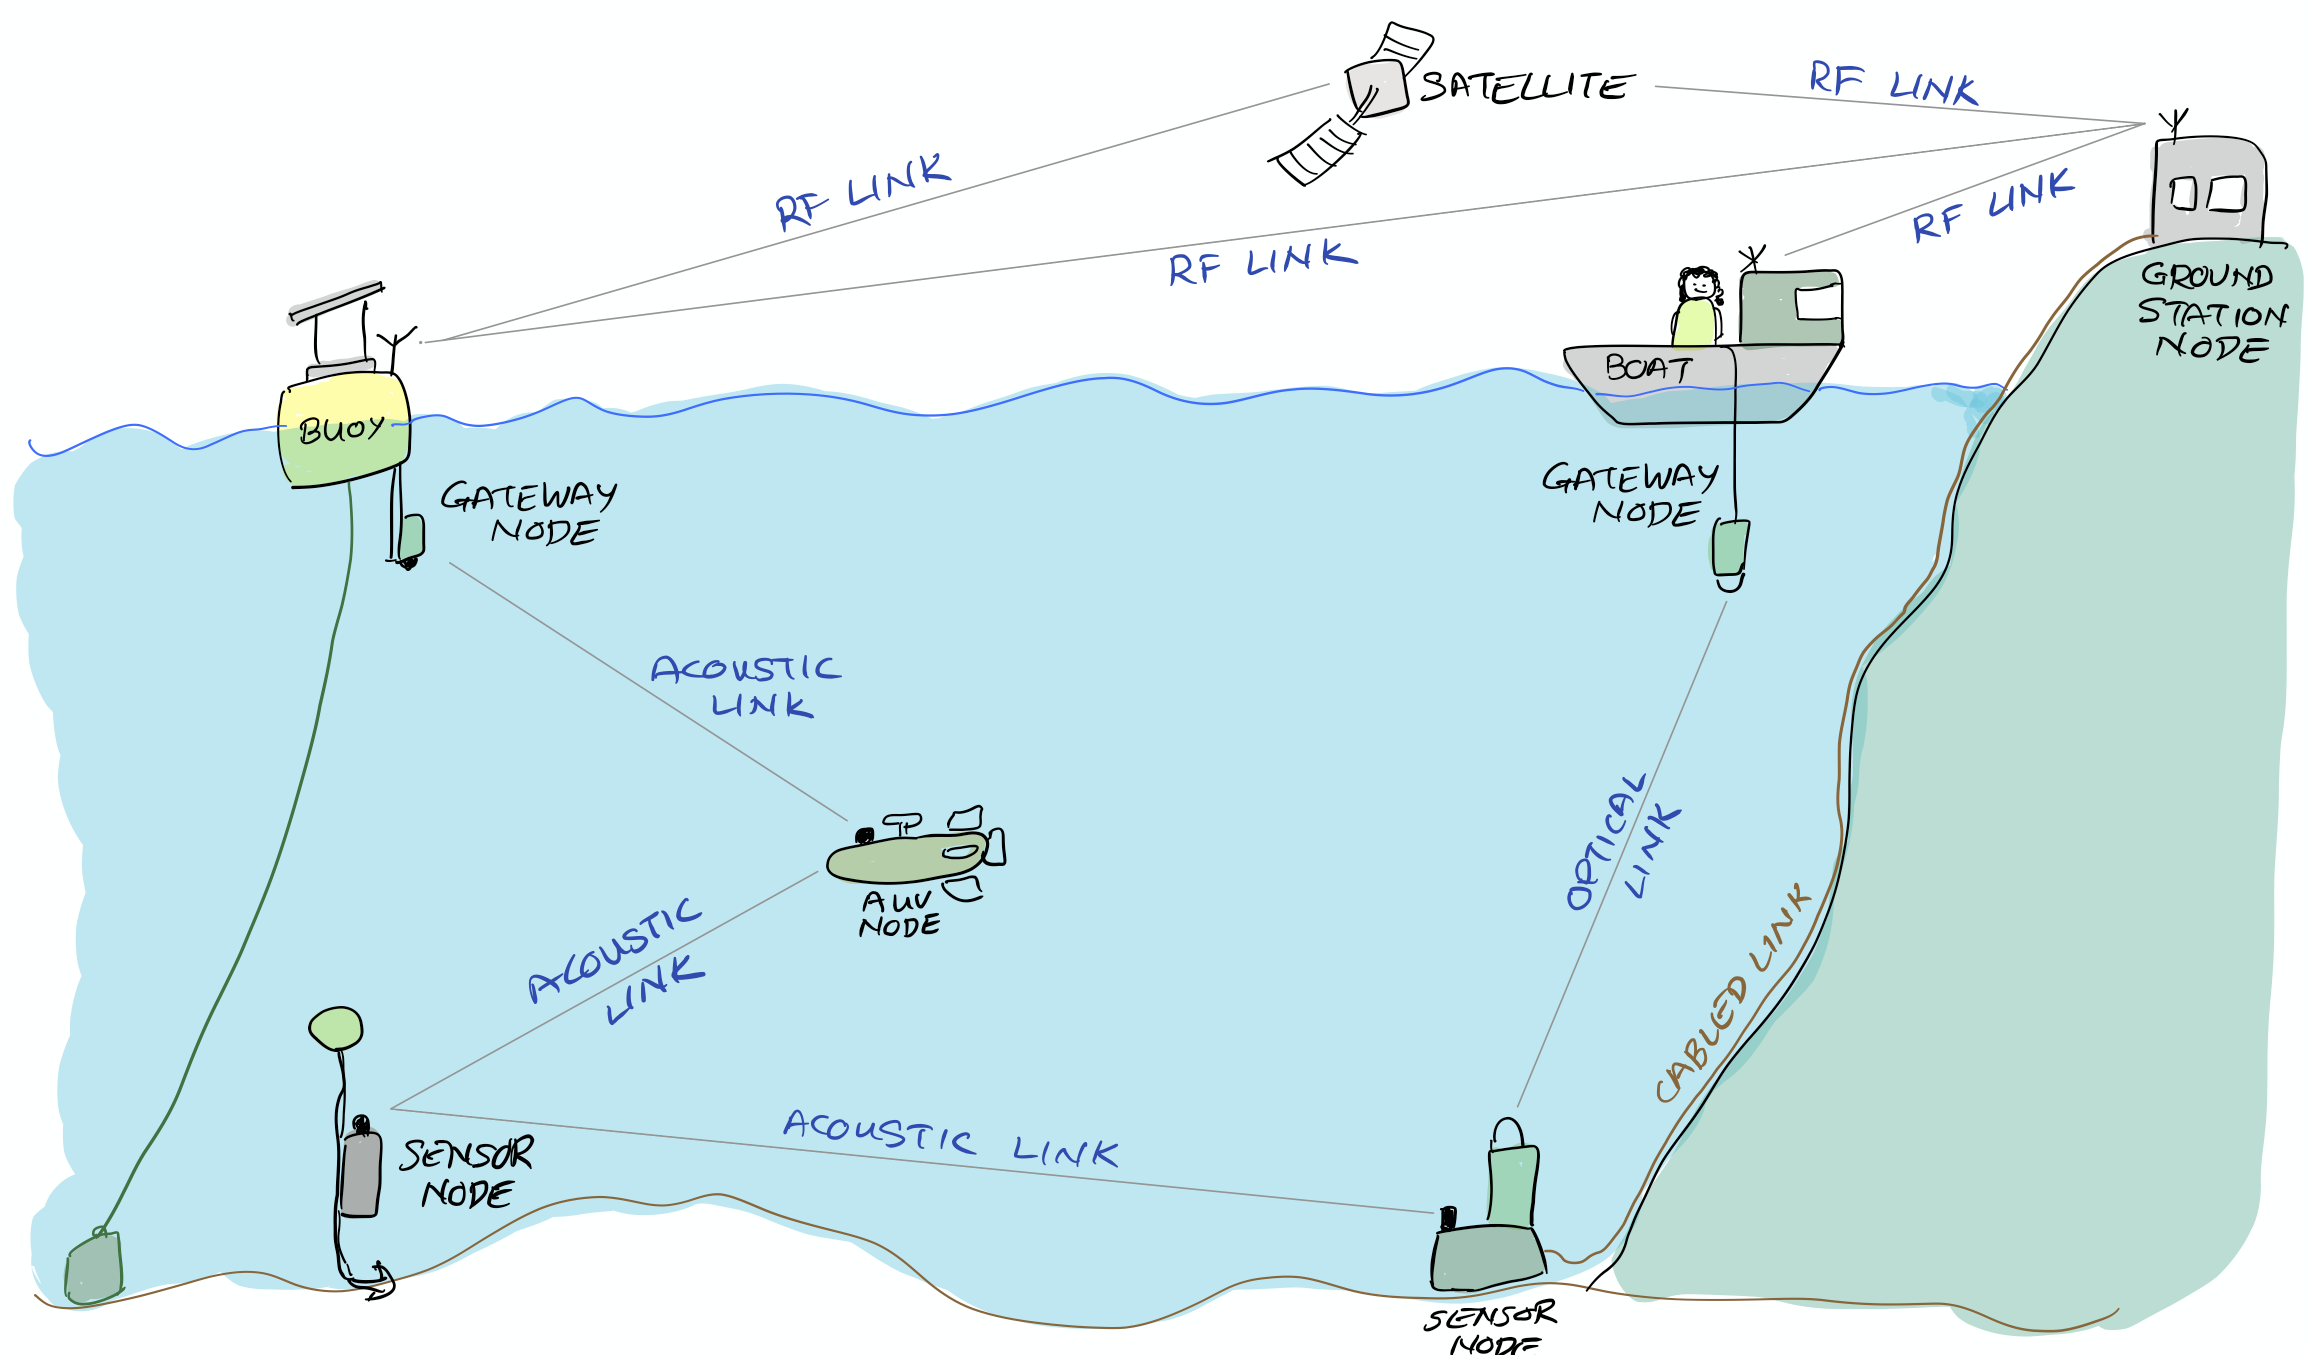 SATELLITE
RF LINK
RF LINK
RF LINK
RF LINK
GROUND
STATION
NODE
BOAT
BUOY
GATEWAY
NODE
GATEWAY
NODE
ACOUSTIC
LINK
OPTICAL
LINK
AUV
NODE
ACOUSTIC
LINK
CABLED LINK
ACOUSTIC LINK
SENSOR
NODE
SENSOR
NODE